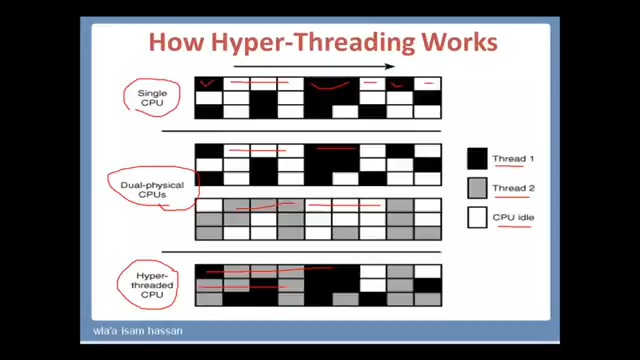 How Hyper-Threading Works
Single
CPU
Dual-physical
CPUs
Hyper-
threaded
CPU
Thread 1
Thread 2
CPU idle
wla'a isam hassan